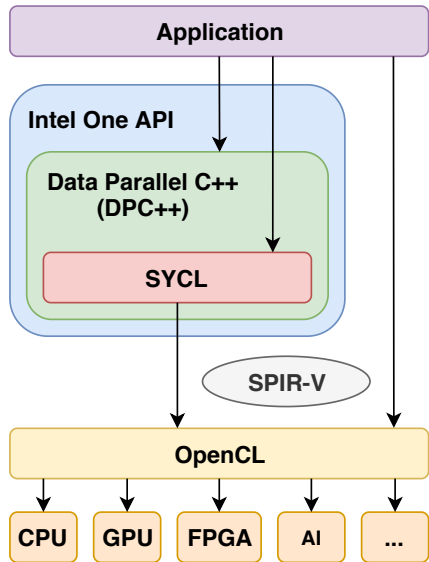 Application
Intel One API
Data Parallel C++
(DPC++)
SYCL
SPIR-V
OpenCL
CPU
GPU
FPGA
AI
...